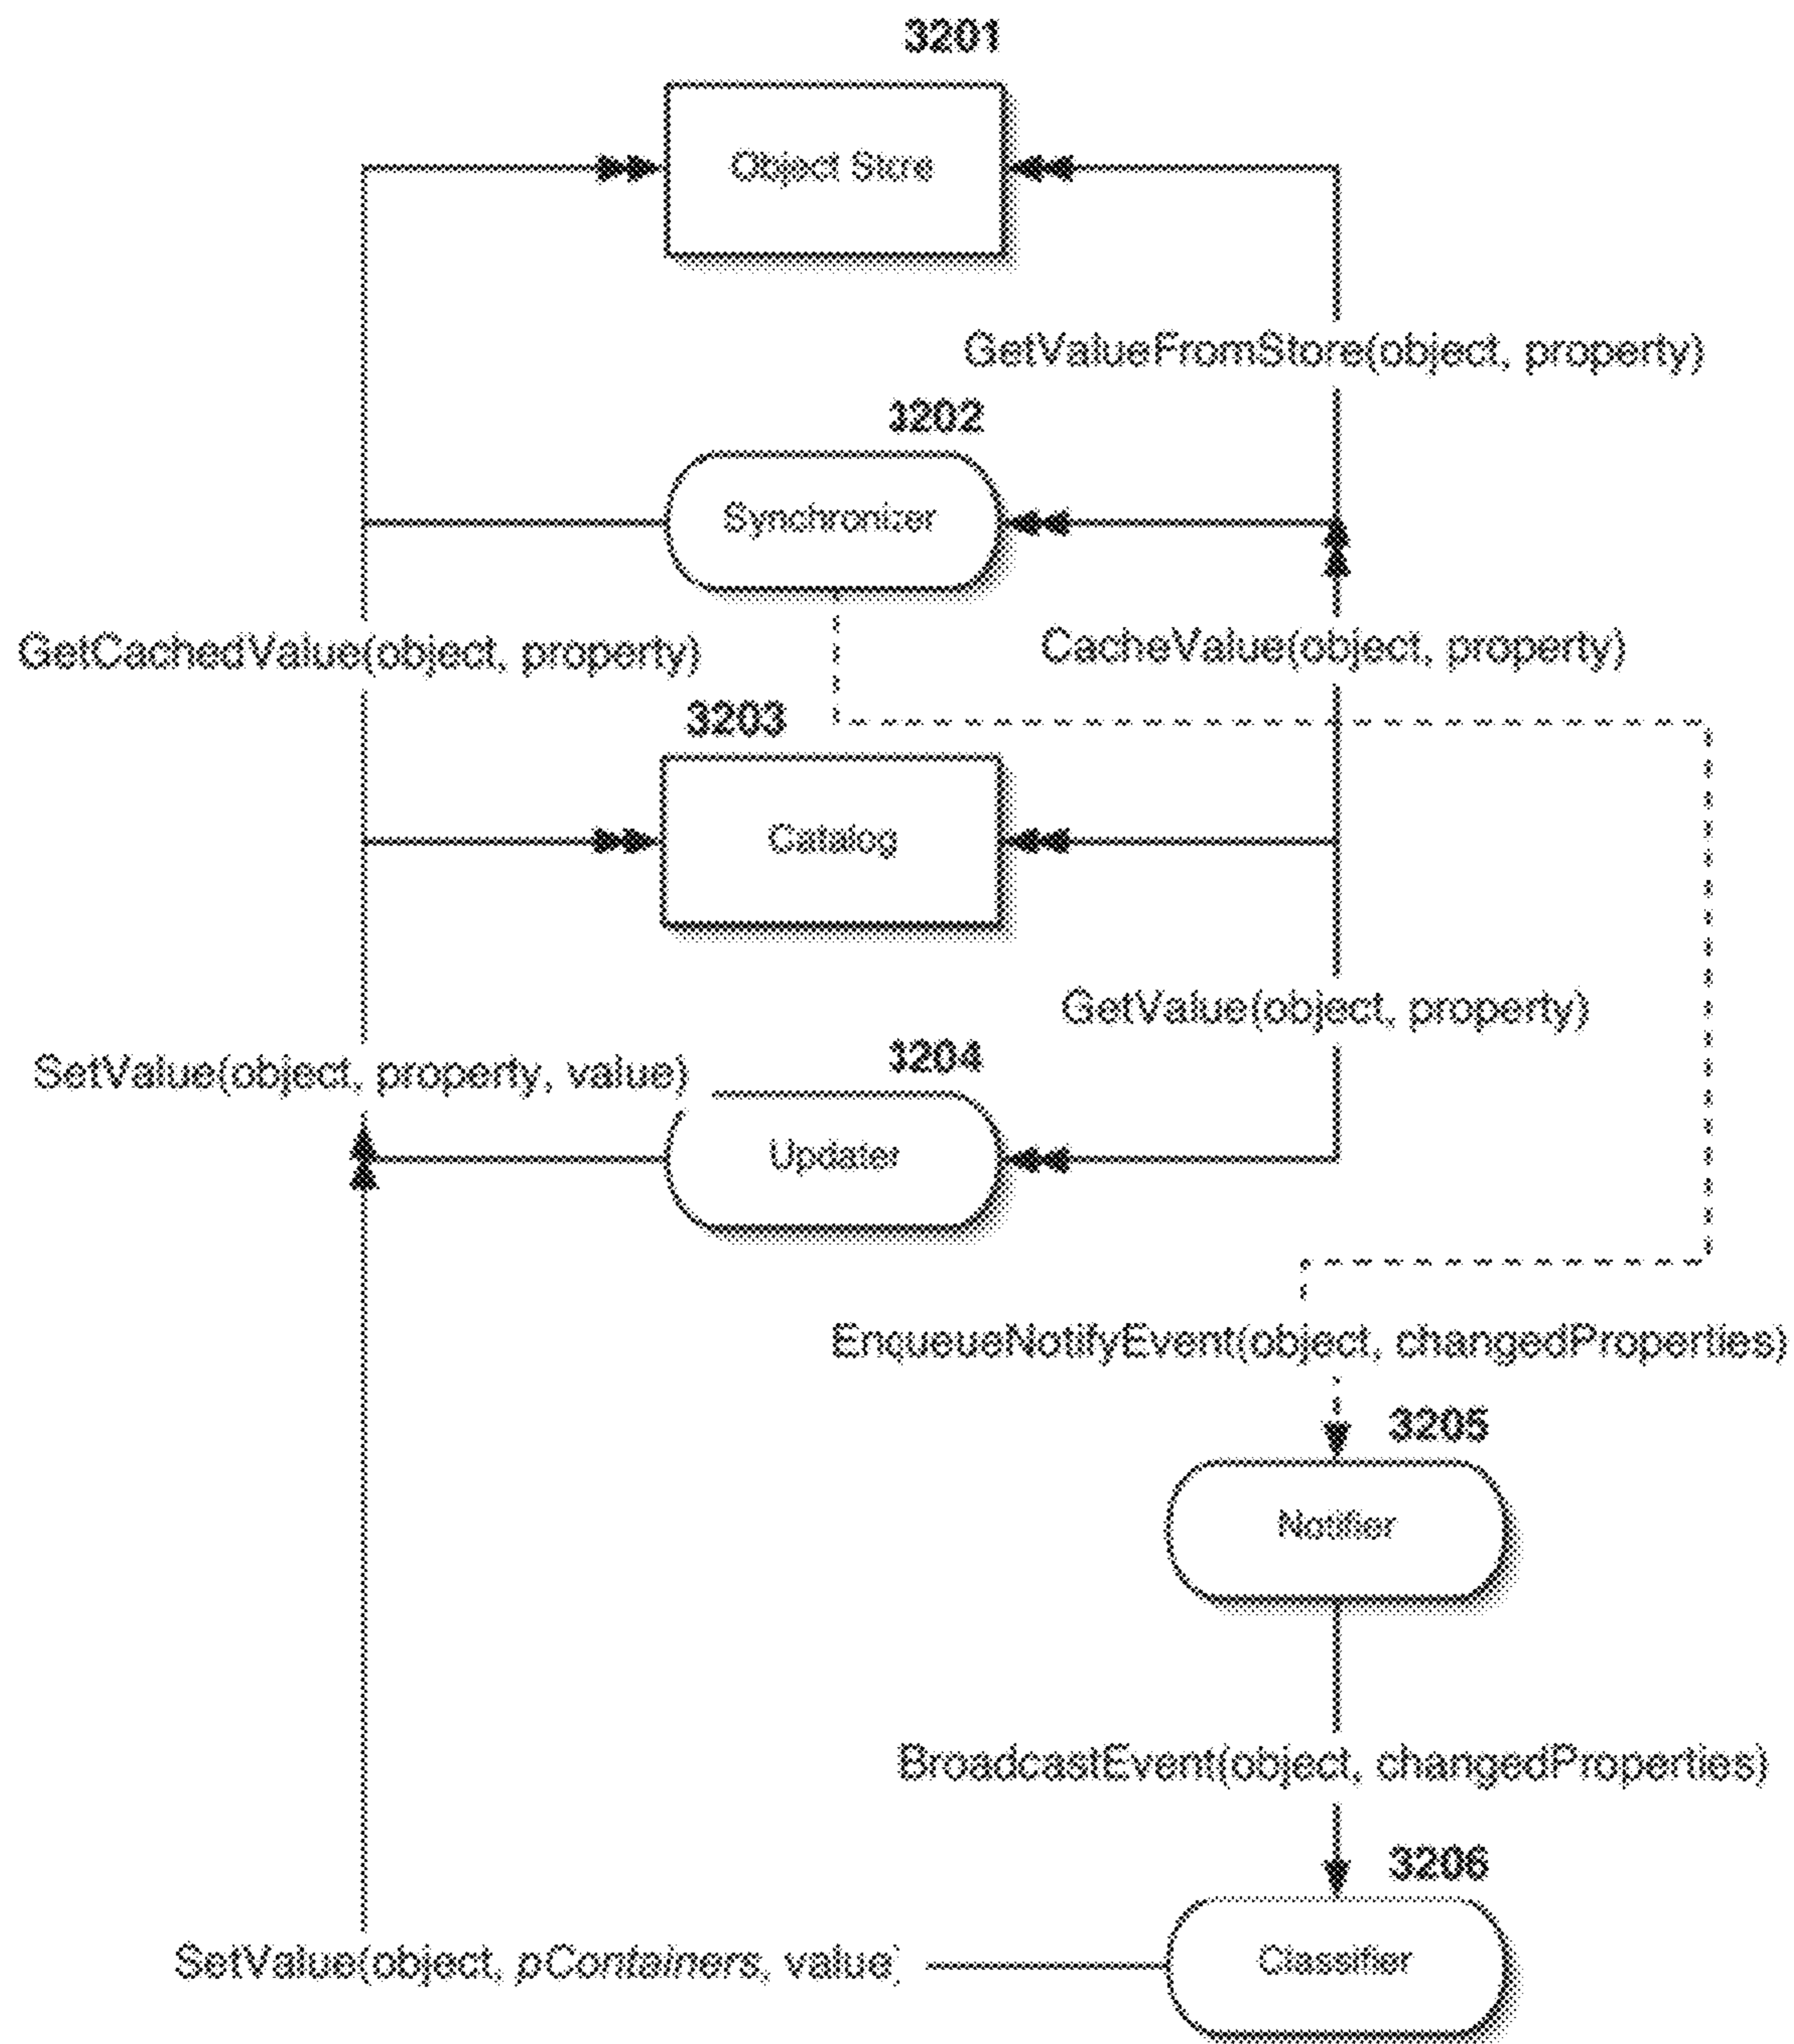 3201
Object Store
GetValueFromStore(object, property)
3202
Synchronizer
GetCachedValue(object, property)
CacheValue(object, property)
3203
Catalog
GetValue(object, property)
SetValue(object, property, value)
3204
Updater
EnqueueNotifyEvent(object, changedProperties)
3205
Notifier
BroadcastEvent(object, changedProperties)
3206
Classifier
SetValue(object, pContainers, value)